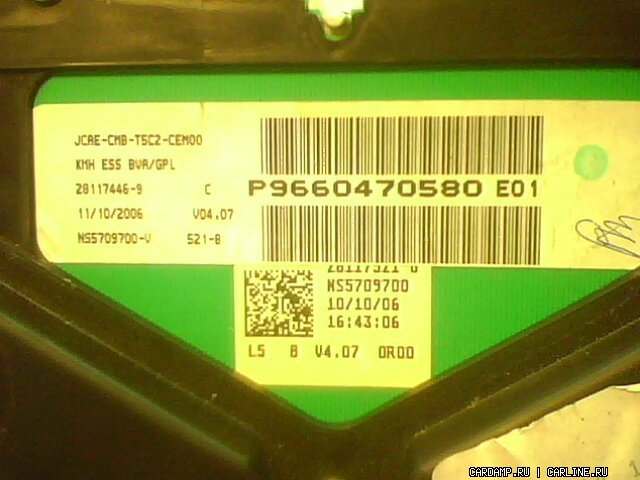 JCAE-CMB-T5C2-CEM00
KMH ESS BVR/GPL
28117446-9 C
11/10/2006 V04.07
NS5709700-V 521-B
P9660470580 E01
NS5709700
10/10/06
16:43:06
L5 B V4.07 0R00
CARDAMP.RU | CARLINE.RU